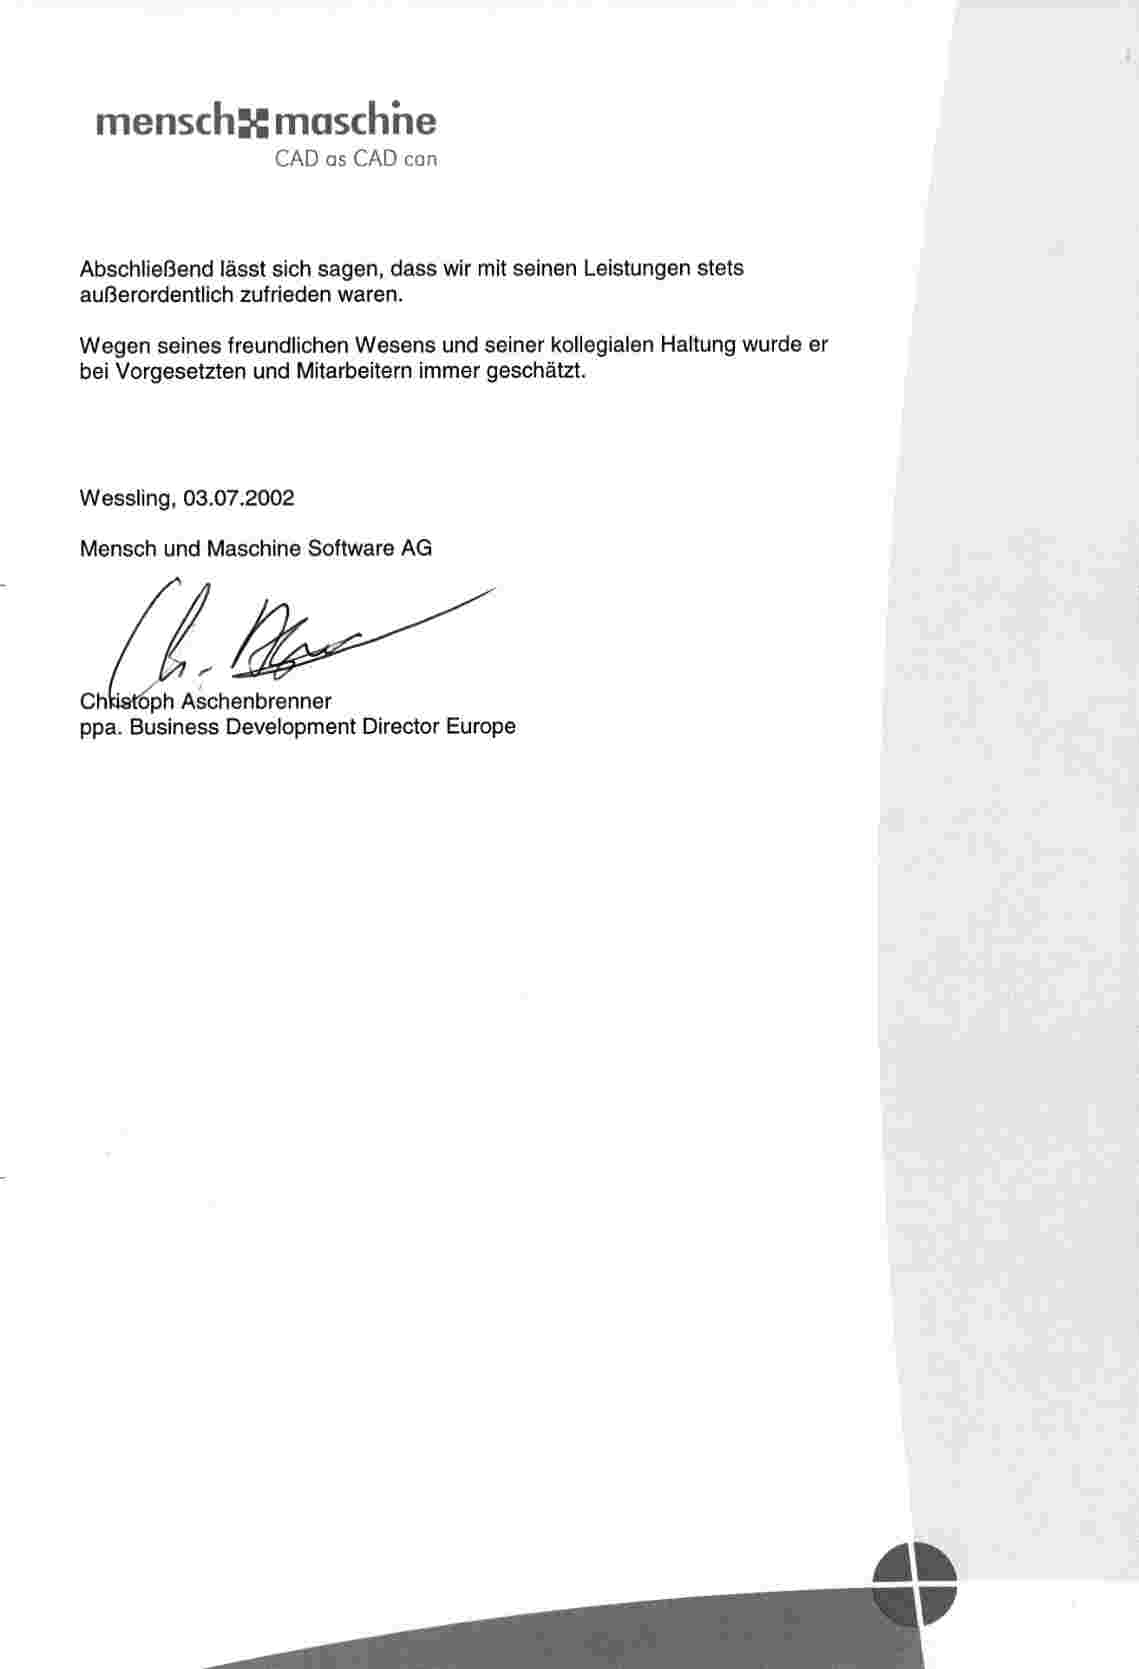 mensch maschine
CAD as CAD can
Abschließend lässt sich sagen, dass wir mit seinen Leistungen stets
außerordentlich zufrieden waren.
Wegen seines freundlichen Wesens und seiner kollegialen Haltung wurde er
bei Vorgesetzten und Mitarbeitern immer geschätzt.
Wessling, 03.07.2002
Mensch und Maschine Software AG
Christoph Aschenbrenner
ppa. Business Development Director Europe